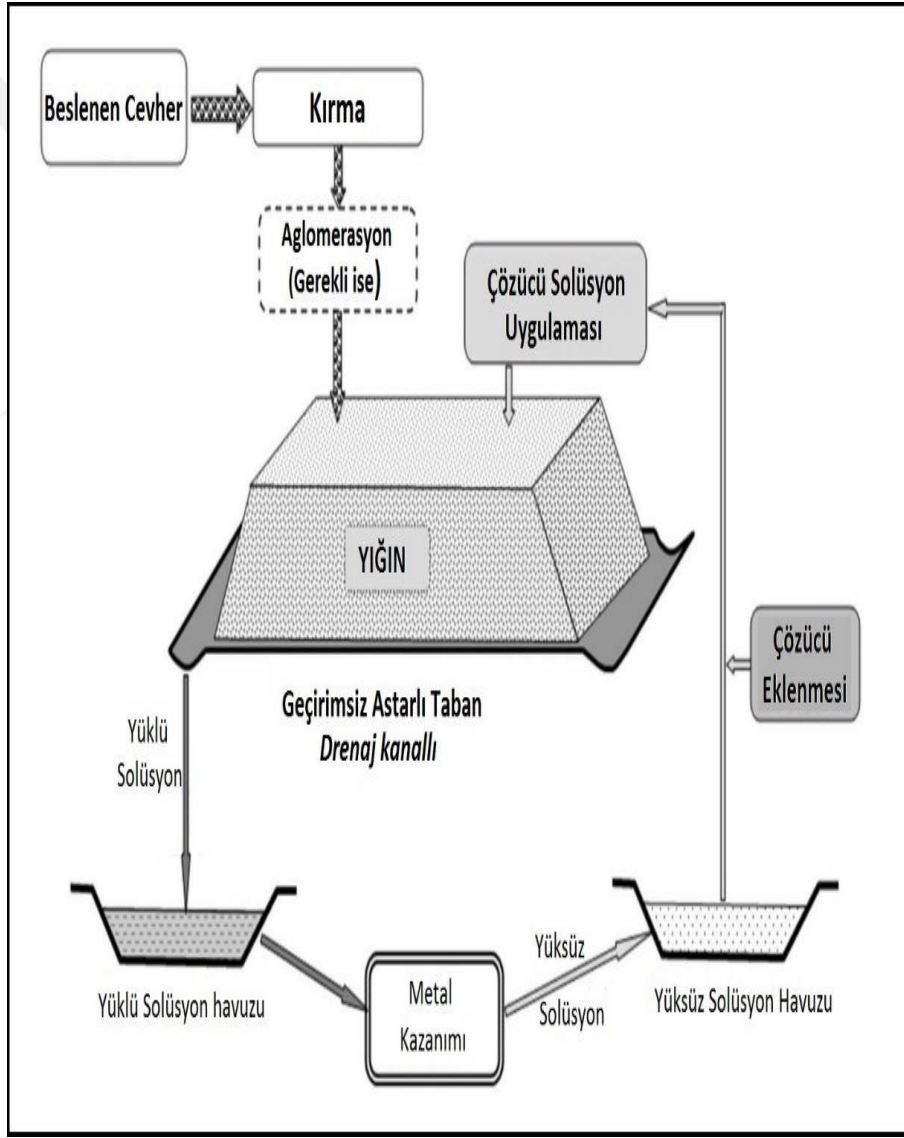 Beslenen Cevher
Kırma
Aglomerasyon
(Gerekli ise)
Çözücü Solüsyon
Uygulaması
YIĞIN
Çözücü
Eklenmesi
Geçirimsiz Astarlı Taban
Drenaj kanallı
Yüklü
Solüsyon
Yüklü Solüsyon havuzu
Metal
Kazanımı
Yüksüz
Solüsyon
Yüksüz Solüsyon Havuzu